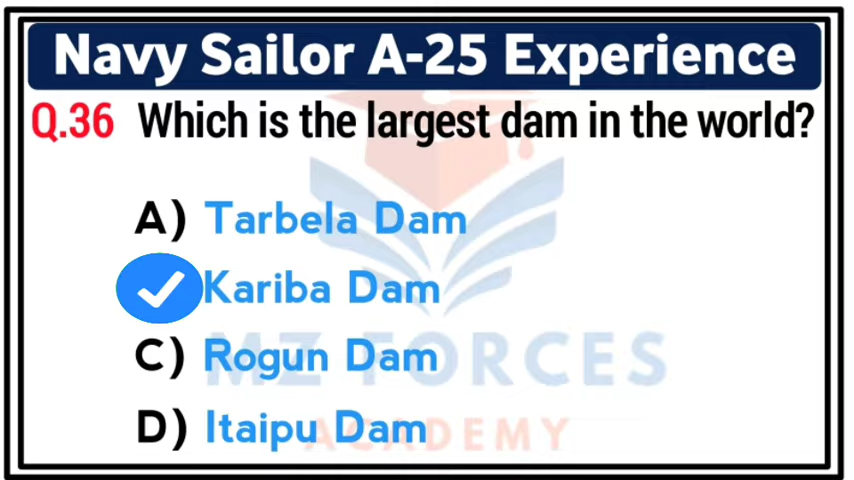 Navy Sailor A-25 Experience
Q.36 Which is the largest dam in the world?
A) Tarbela Dam
Kariba Dam
C) Rogun Dam
D) Itaipu Dam
MZ FORCES
ACADEMY